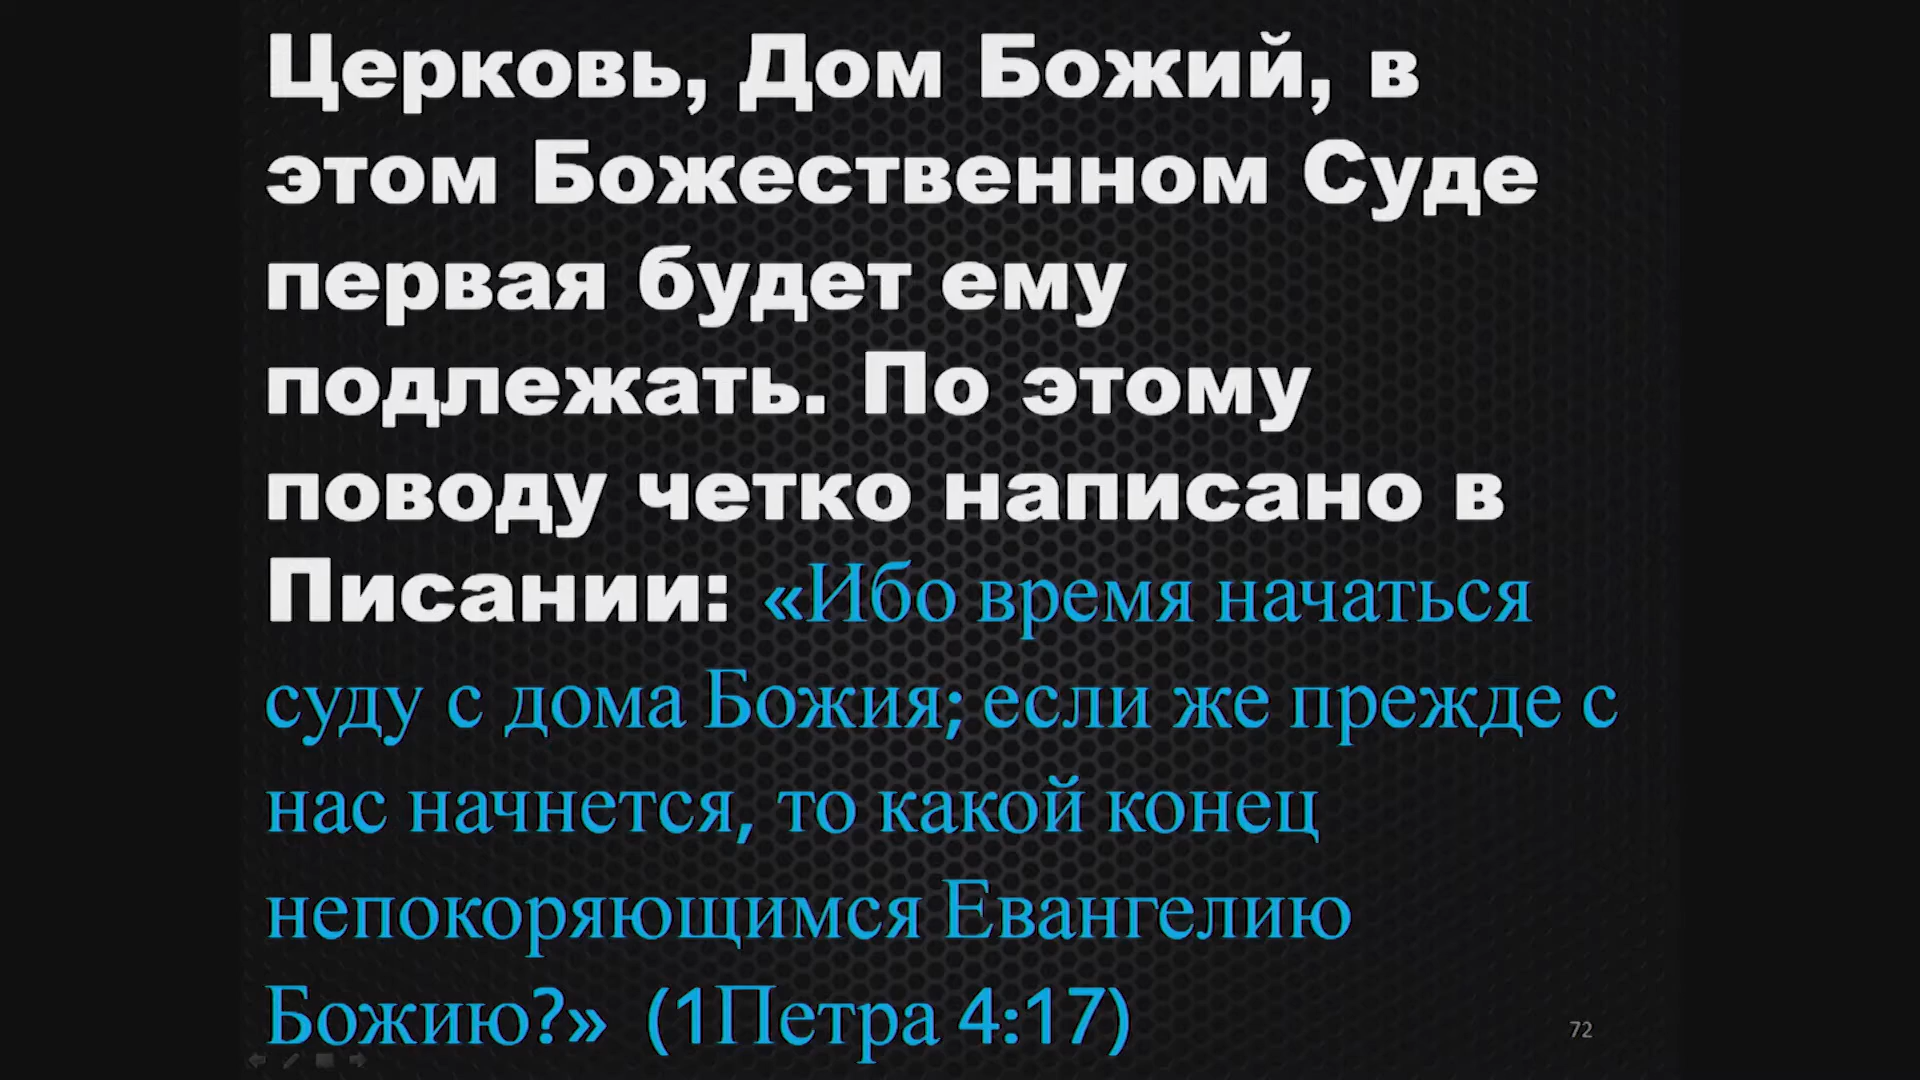 Церковь, Дом Божий, в
этом Божественном Суде
первая будет ему
подлежать. По этому
поводу четко написано в
Писании: «Ибо время начаться
суду с дома Божия; если же прежде с
нас начнется, то какой конец
непокоряющимся Евангелию
Божию?» (1Петра 4:17)
72